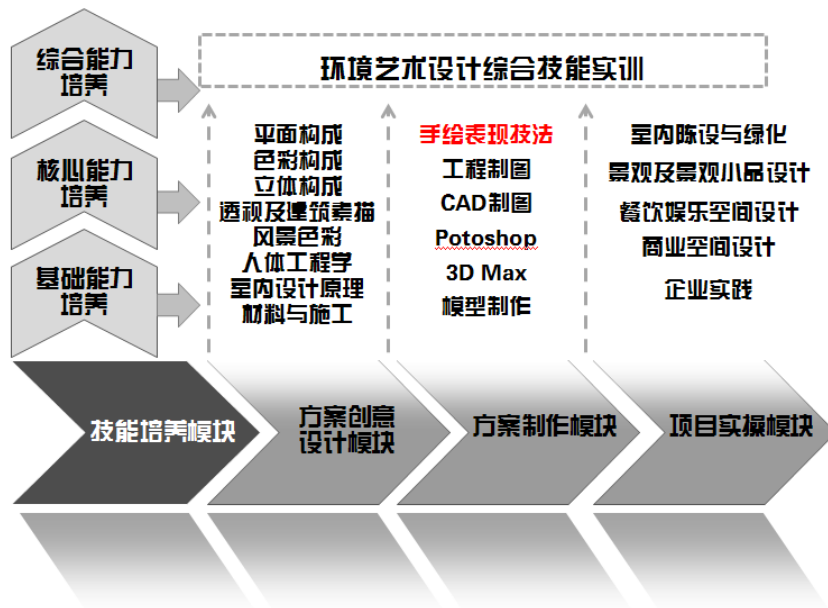 综合能力
培养
环境艺术设计综合技能实训
核心能力
培养
基础能力
培养
平面构成
色彩构成
立体构成
透视及建筑素描
风景色彩
人体工程学
室内设计原理
材料与施工
手绘表现技法
工程制图
CAD制图
Potoshop
3D Max
模型制作
室内陈设与绿化
景观及景观小品设计
餐饮娱乐空间设计
商业空间设计
企业实践
技能培养模块
方案创意
设计模块
方案制作模块
项目实操模块